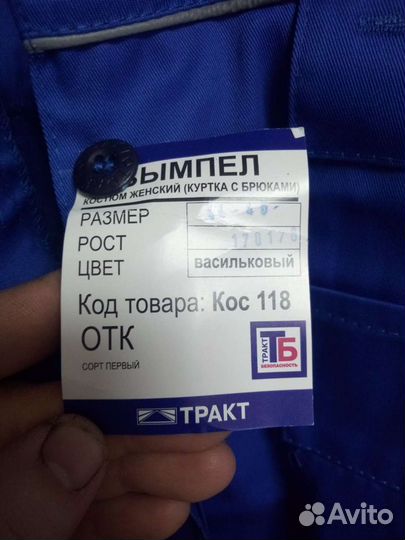 ВЫМПЕЛ
КОСТЮМ ЖЕНСКИЙ (КУРТКА С БРЮКАМИ)
РАЗМЕР
РОСТ 170176
ЦВЕТ васильковый
Код товара: Кос 118
ОТК
СОРТ ПЕРВЫЙ
ТРАКТ ТБ
БЕЗОПАСНОСТЬ
ТРАКТ
Avito